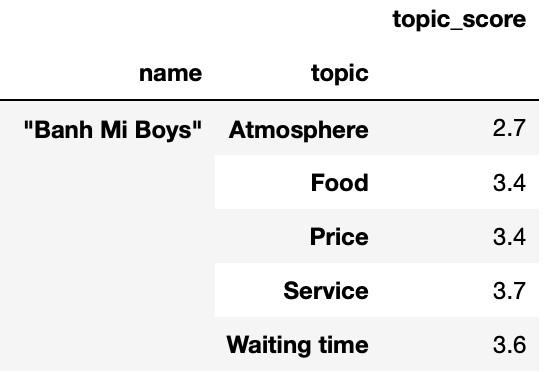 topic_score
name topic
"Banh Mi Boys" Atmosphere 2.7
Food 3.4
Price 3.4
Service 3.7
Waiting time 3.6